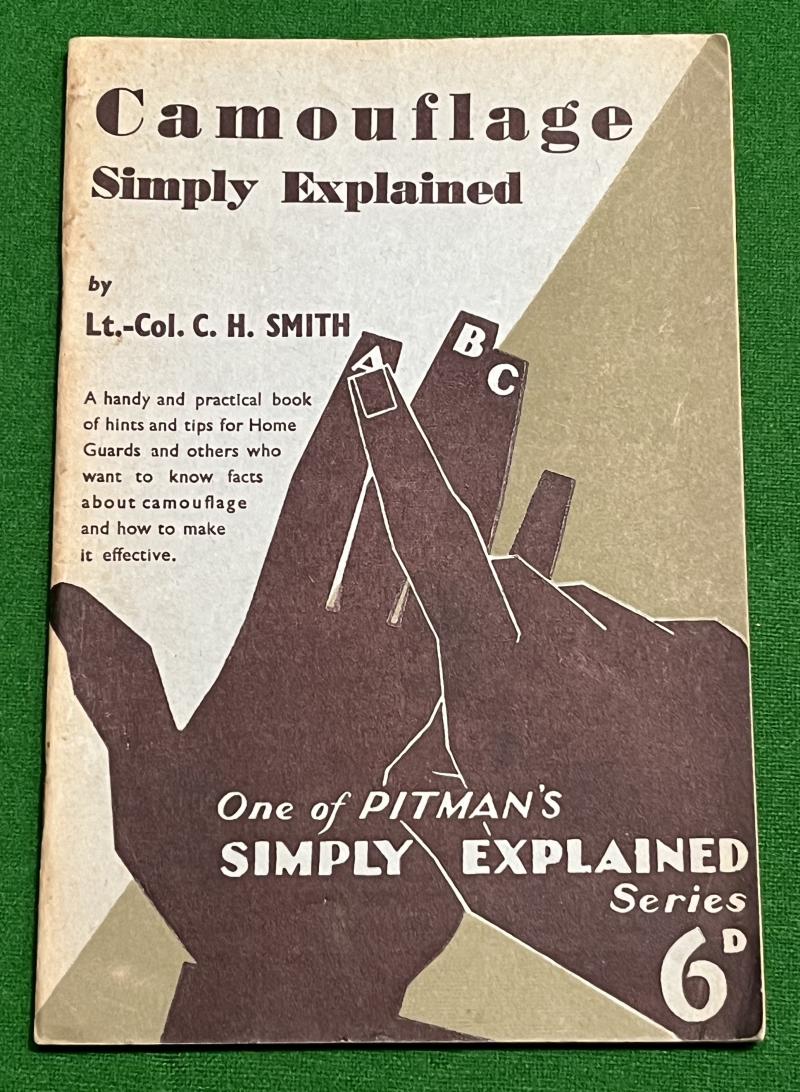 Camouflage
Simply Explained
by
Lt.-Col. C. H. SMITH
A handy and practical book
of hints and tips for Home
Guards and others who
want to know facts
about camouflage
and how to make
it effective.
A
B
C
One of PITMAN'S
SIMPLY EXPLAINED
Series
6D